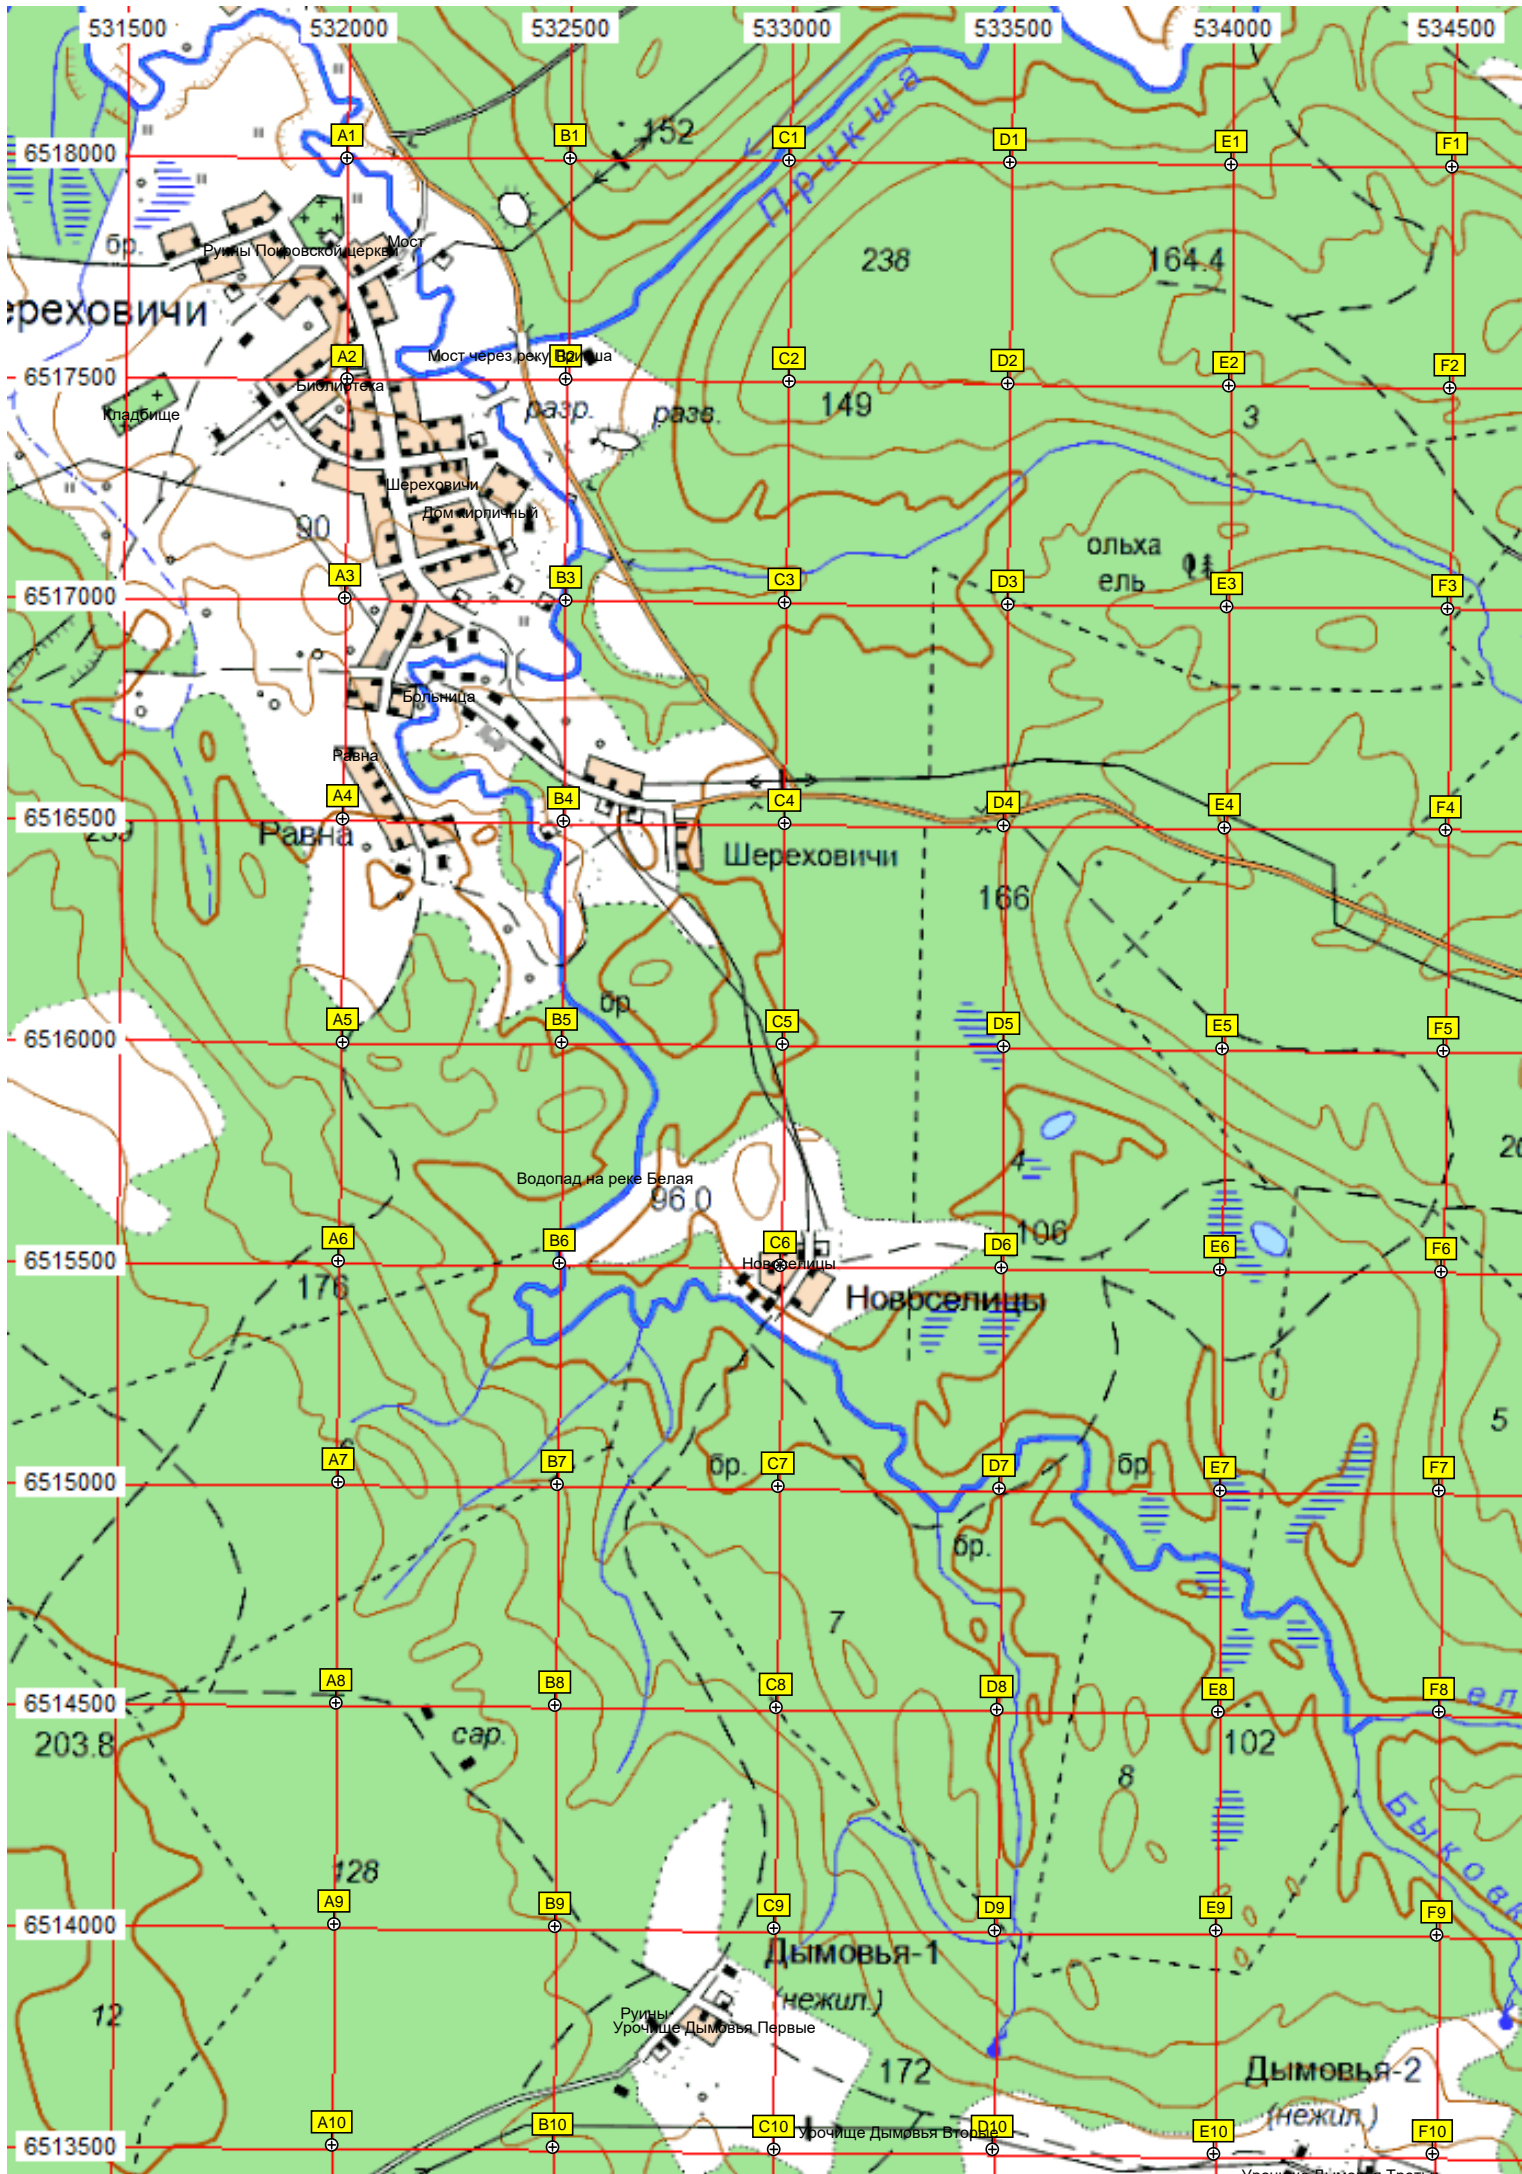 531500 532000 532500 533000 533500 534000 534500
Прикша
152
A1 B1 C1 D1 E1 F1
6518000
бр.
Руины Покровской церкви
Мост
238
164.4
ереховичи
Мост через реку Прикша
A2 B2 C2 D2 E2 F2
6517500
Библиотека
Кладбище
разр.
разв.
149
3
Шереховичи
Дом кирпичный
90
ольха
ель
A3 B3 C3 D3 E3 F3
6517000
Больница
Равна
A4 B4 C4 D4 E4 F4
6516500
Равна
Шереховичи
166
бр.
A5 B5 C5 D5 E5 F5
6516000
4
20
Водопад на реке Белая
96.0
106
A6 B6 C6 D6 E6 F6
6515500
Новоселицы
176
Новоселицы
5
A7 B7 C7 D7 E7 F7
6515000
бр.
бр.
бр.
7
A8 B8 C8 D8 E8 F8
6514500
ел
203.8
сар.
102
8
Быковк
128
A9 B9 C9 D9 E9 F9
6514000
Дымовья-1
(нежил.)
12
Руины
Урочище Дымовья Первые
172
Дымовья-2
(нежил.)
A10 B10 C10 D10 E10 F10
6513500
Урочище Дымовья Вторые